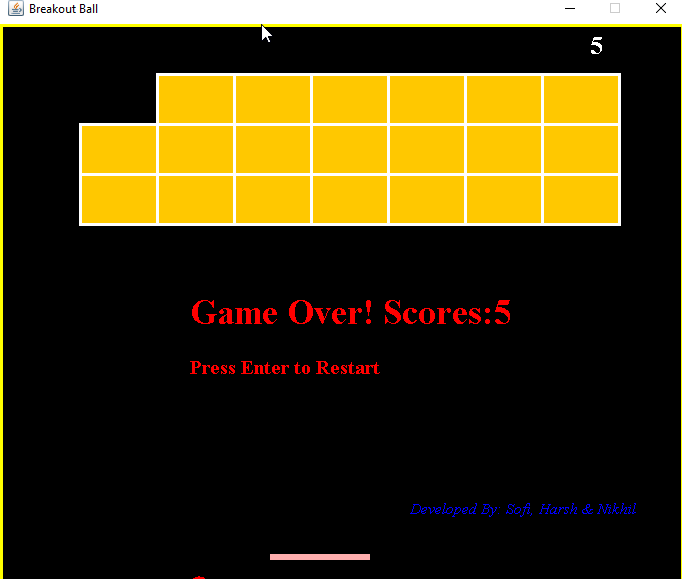 Breakout Ball
5
Game Over! Scores:5
Press Enter to Restart
Developed By: Sofi, Harsh & Nikhil